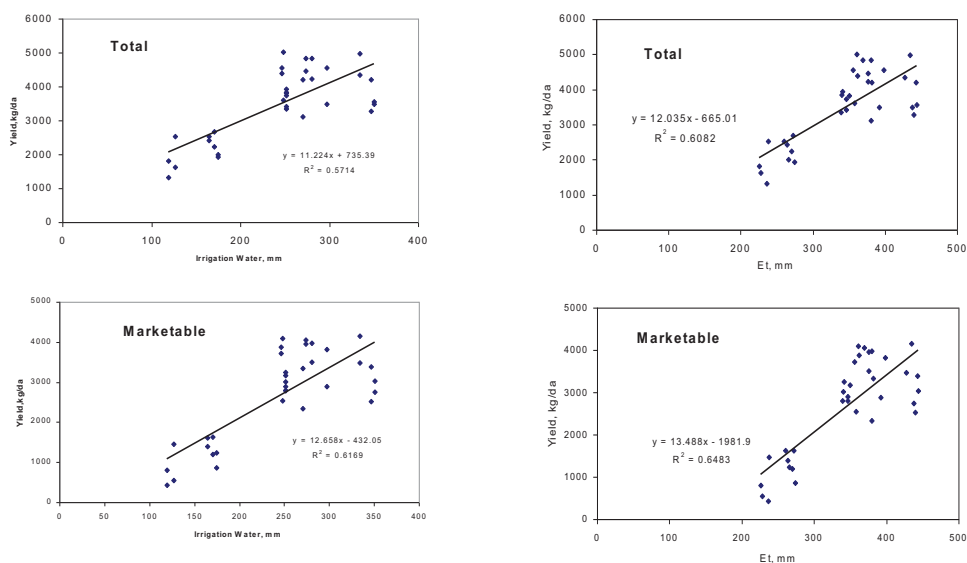 Total
Yield,kg/da
6000
5000
4000
3000
2000
1000
0
y = 11.224x + 735.39
R² = 0.5714
0 100 200 300 400
Irrigation Water, mm
Total
Yield, kg/da
6000
5000
4000
3000
2000
1000
0
y = 12.035x - 665.01
R² = 0.6082
0 100 200 300 400 500
Et, mm
Marketable
Yield,kg/da
5000
4000
3000
2000
1000
0
y = 12.658x - 432.05
R² = 0.6169
0 50 100 150 200 250 300 350 400
Irrigation Water, mm
Marketable
Yield, kg/da
5000
4000
3000
2000
1000
0
y = 13.488x - 1981.9
R² = 0.6483
0 100 200 300 400 500
Et, mm